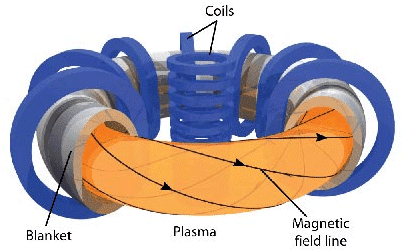 Coils
Blanket
Plasma
Magnetic
field line